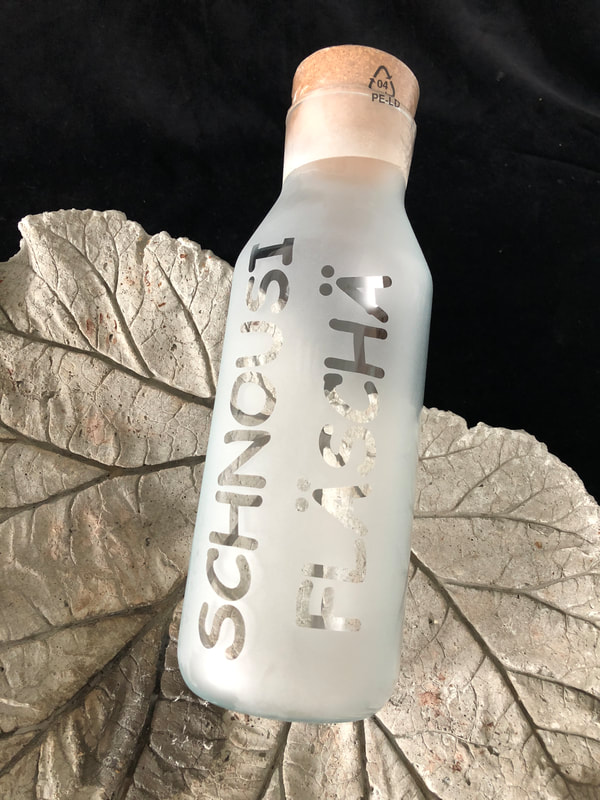 04
PE-LD
SCHNOUSI
FLÄSCHÄ